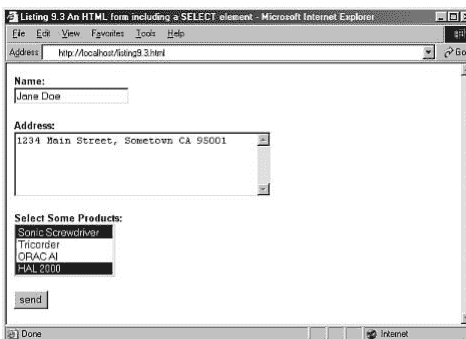 Listing 9.3 An HTML form including a SELECT element - Microsoft Internet Explorer
File Edit View Favorites Tools Help
Address http://localhost/listing9.3.html Go
Name:
Jane Doe
Address:
1234 Main Street, Sometown CA 95001
Select Some Products:
Sonic Screwdriver
Tricorder
ORAC AI
HAL 2000
send
Done Internet